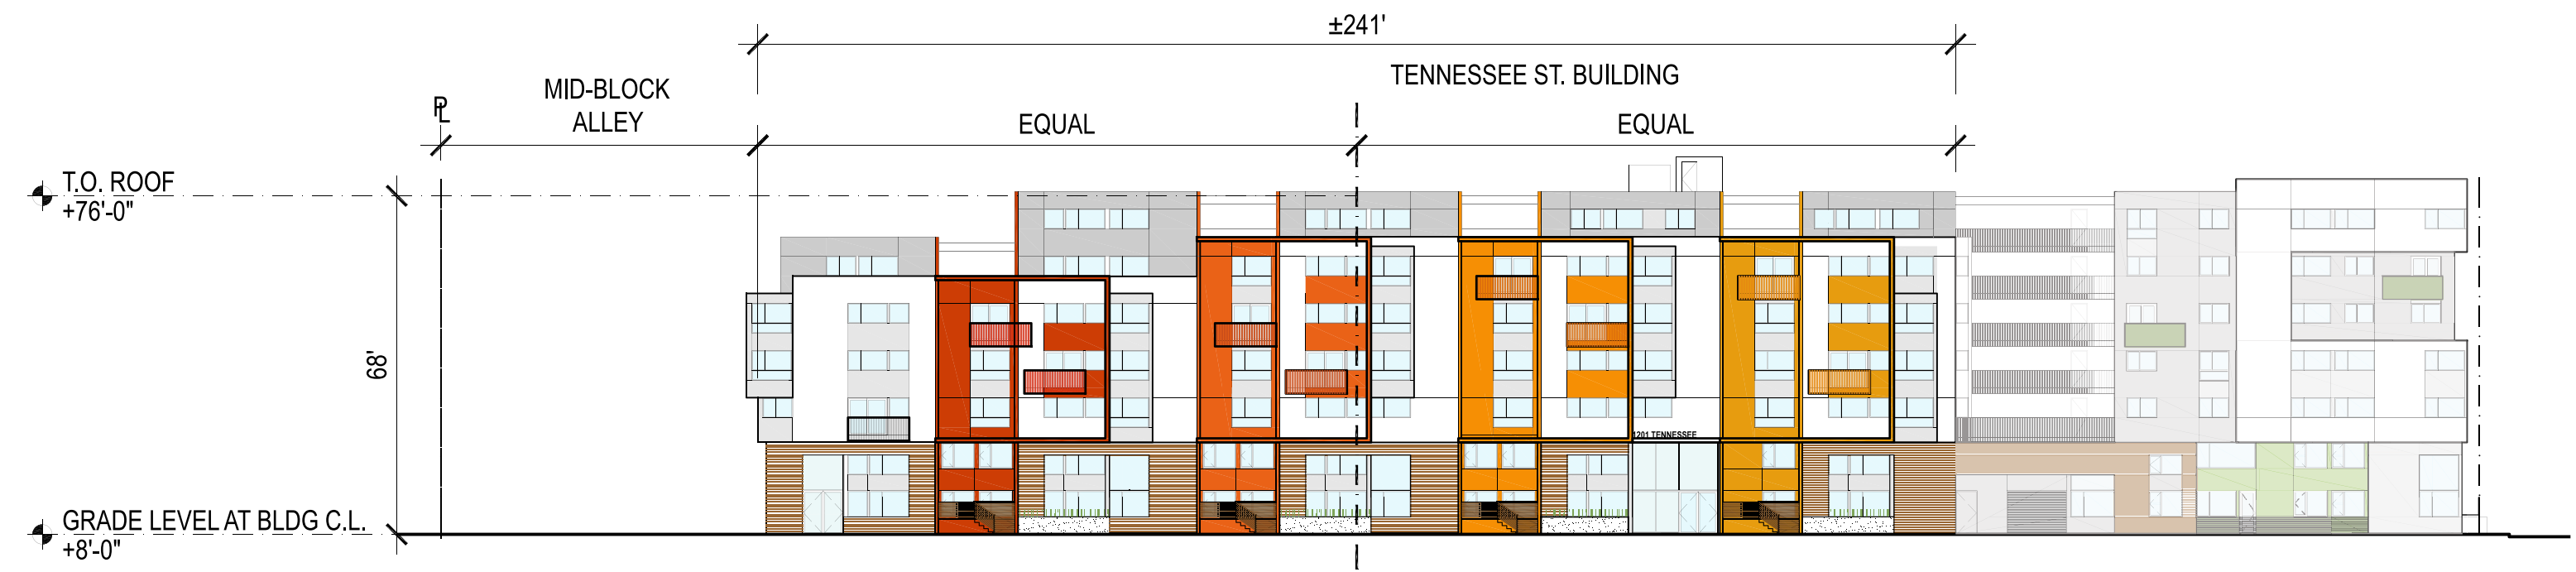 ±241'
TENNESSEE ST. BUILDING
MID-BLOCK
ALLEY
PL
EQUAL
EQUAL
T.O. ROOF
+76'-0"
68'
1201 TENNESSEE
GRADE LEVEL AT BLDG C.L.
+8'-0"